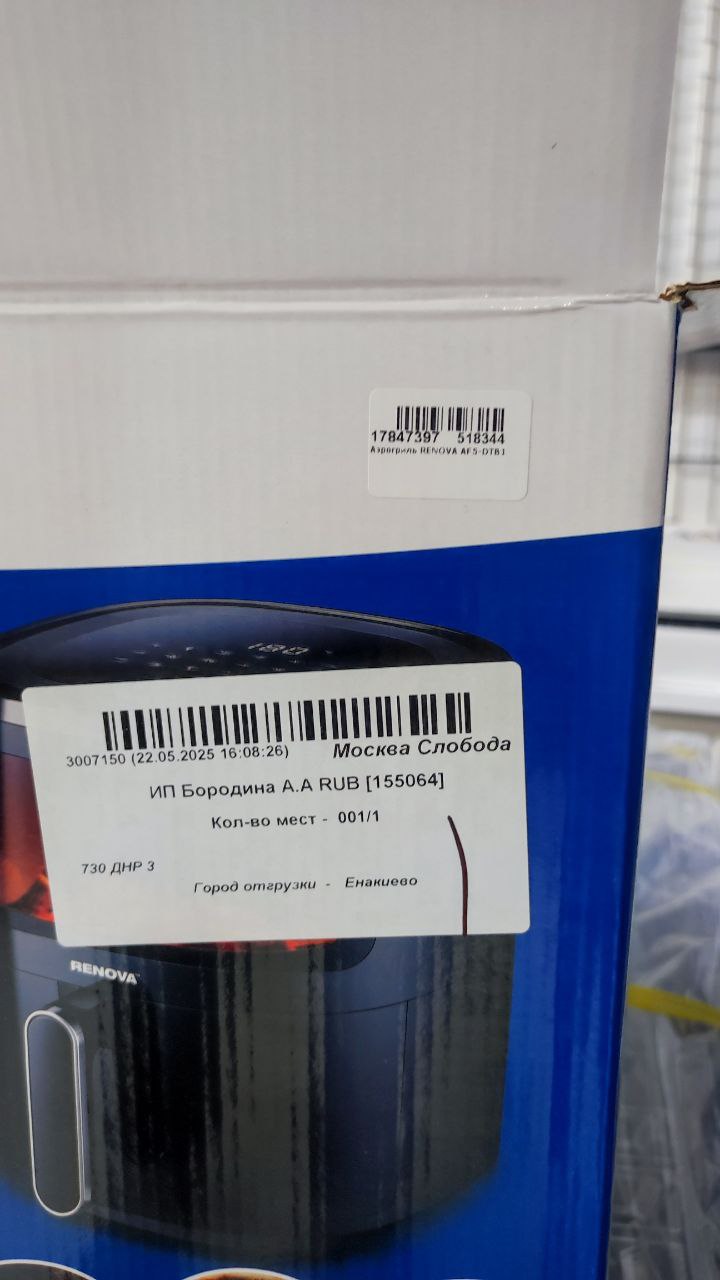 17847397 518344
Аэрогриль RENOVA AF5-DTB1
180
3007150 (22.05.2025 16:08:26) Москва Слобода
ИП Бородина А.А RUB [155064]
Кол-во мест - 001/1
730 ДНР 3
Город отгрузки - Енакиево
RENOVA